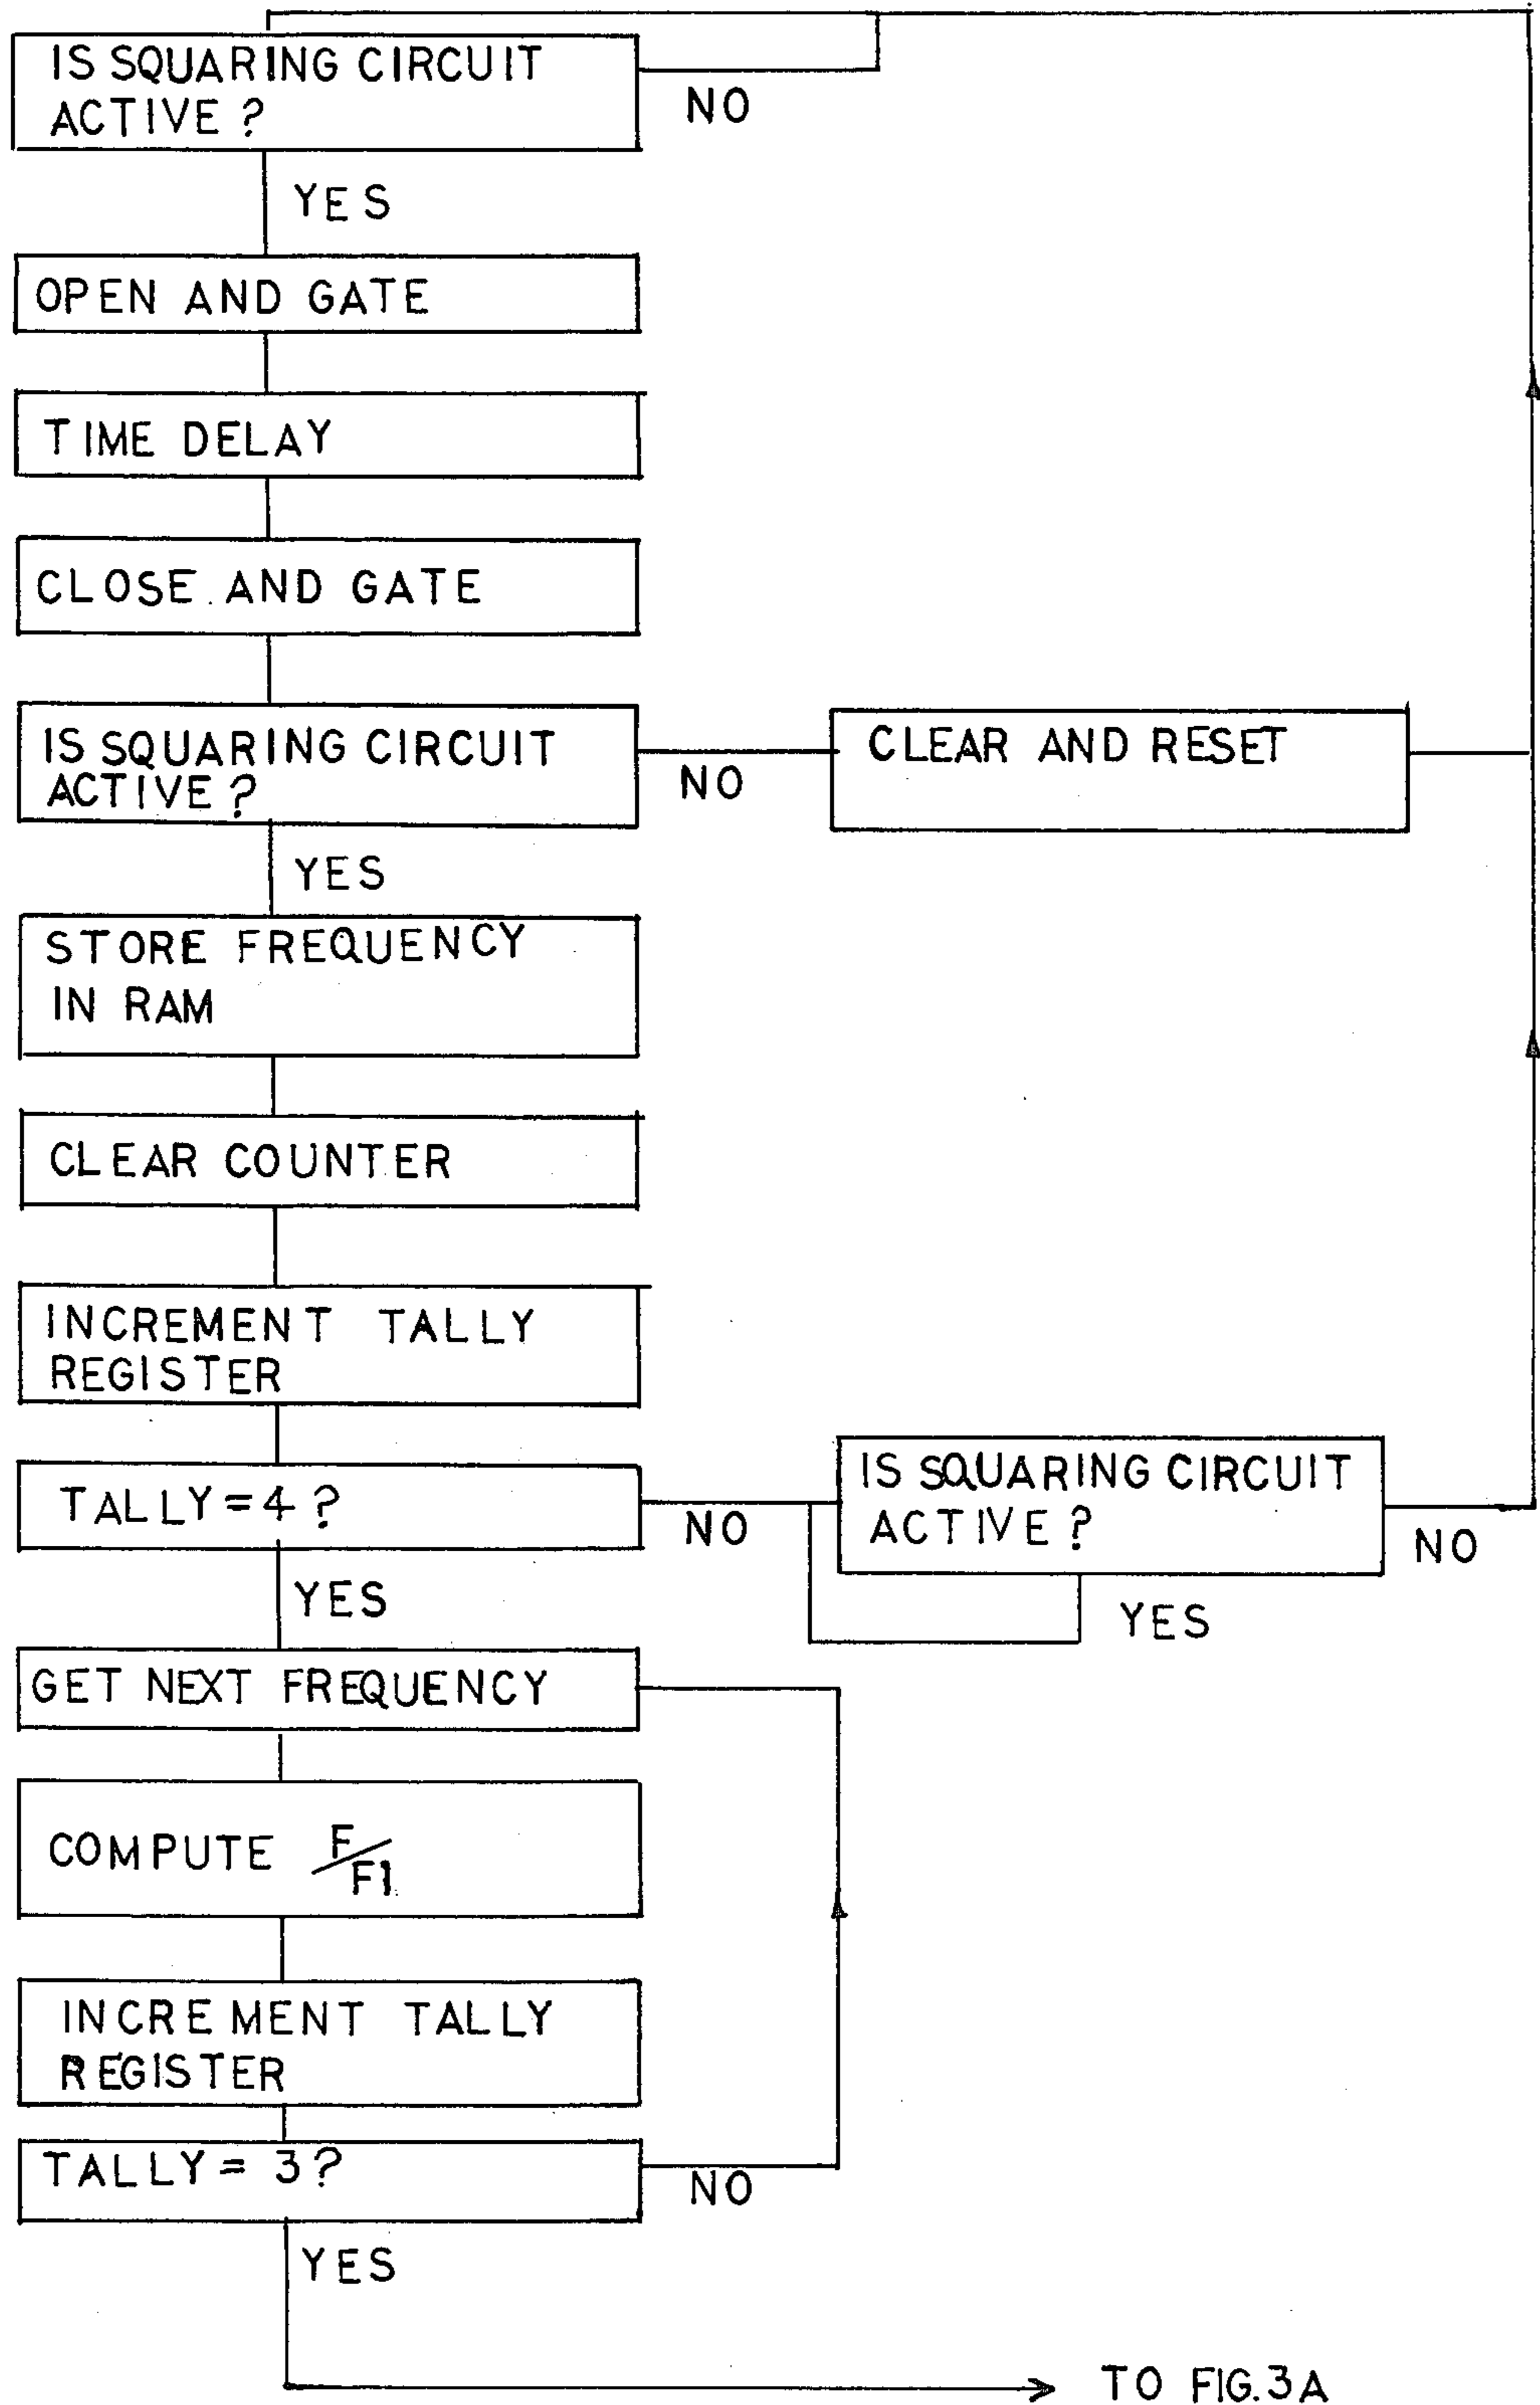 IS SQUARING CIRCUIT
ACTIVE ?
NO
YES
OPEN AND GATE
TIME DELAY
CLOSE AND GATE
IS SQUARING CIRCUIT
ACTIVE ?
NO
CLEAR AND RESET
YES
STORE FREQUENCY
IN RAM
CLEAR COUNTER
INCREMENT TALLY
REGISTER
TALLY = 4 ?
NO
IS SQUARING CIRCUIT
ACTIVE ?
NO
YES
YES
GET NEXT FREQUENCY
COMPUTE F/F1
INCREMENT TALLY
REGISTER
TALLY = 3 ?
NO
YES
TO FIG. 3A